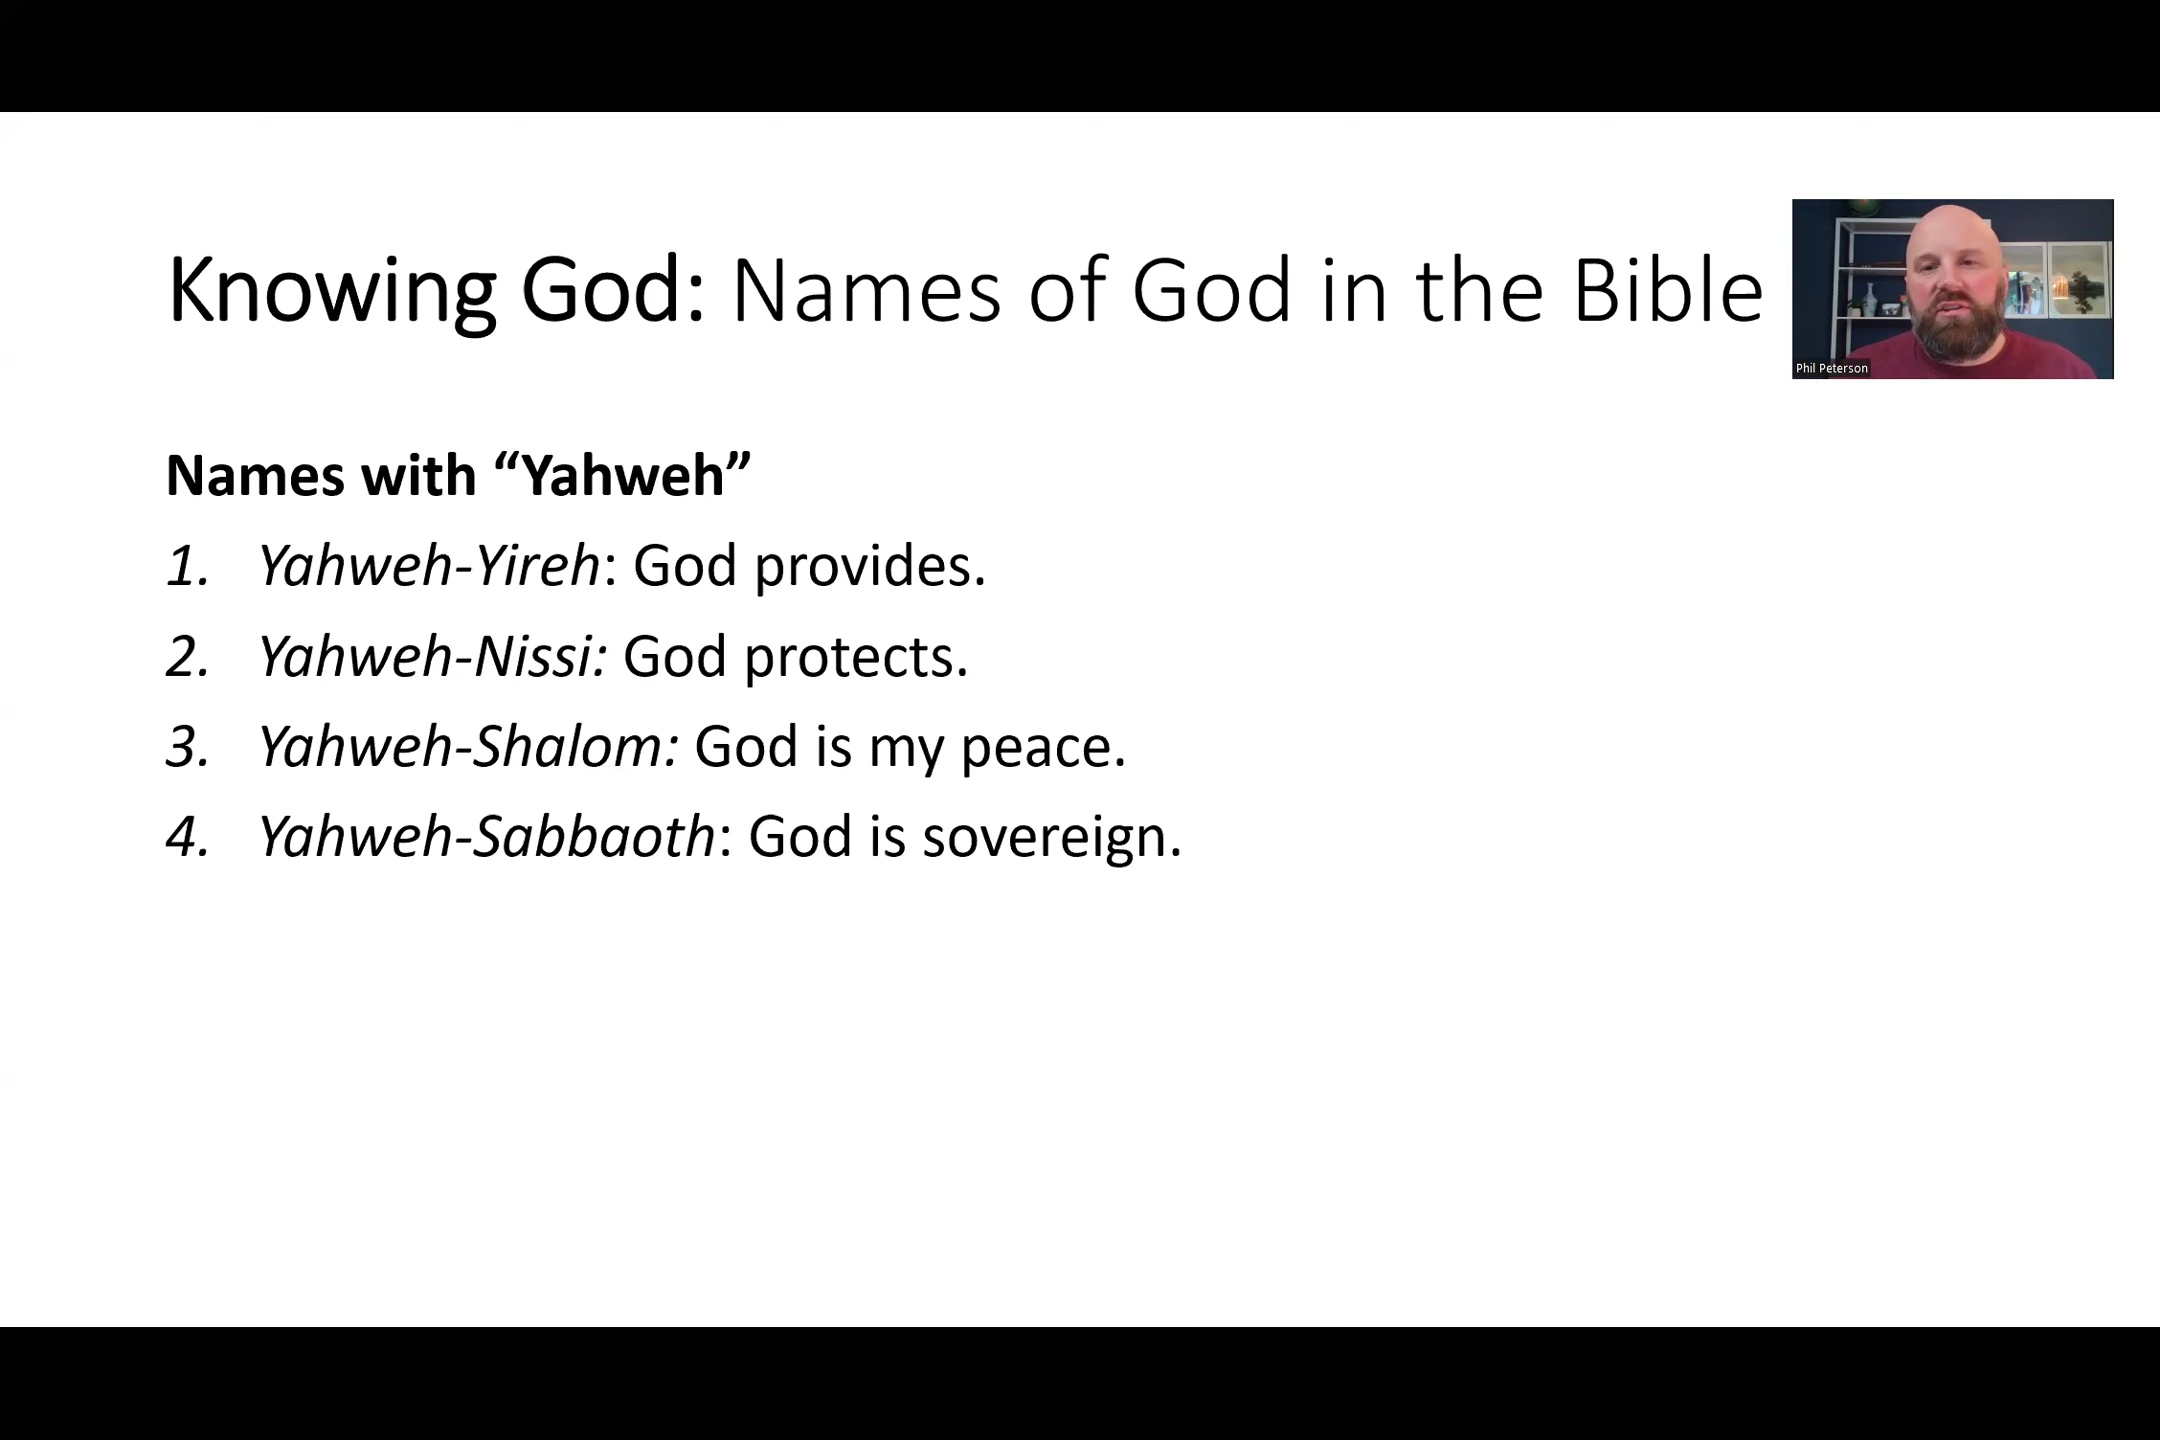 Knowing God: Names of God in the Bible
Phil Peterson
Names with “Yahweh”
1. Yahweh-Yireh: God provides.
2. Yahweh-Nissi: God protects.
3. Yahweh-Shalom: God is my peace.
4. Yahweh-Sabbaoth: God is sovereign.